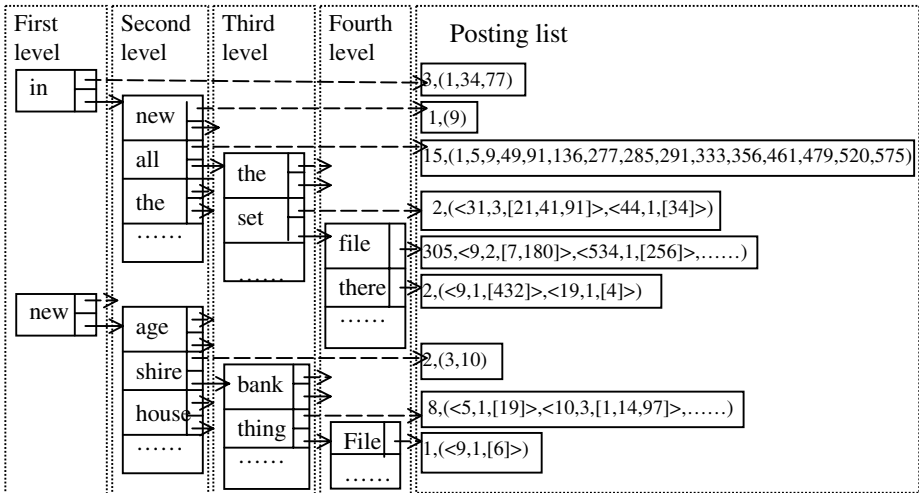 First level
Second level
Third level
Fourth level
Posting list
in
3,(1,34,77)
new
1,(9)
all
15,(1,5,9,49,91,136,277,285,291,333,356,461,479,520,575)
the
the
set
2,(<31,3,[21,41,91]>,<44,1,[34]>)
……
……
file
305,<9,2,[7,180]>,<534,1,[256]>,……)
there
2,(<9,1,[432]>,<19,1,[4]>)
……
new
age
shire
2,(3,10)
house
bank
thing
8,(<5,1,[19]>,<10,3,[1,14,97]>,……)
……
……
File
1,(<9,1,[6]>)
……